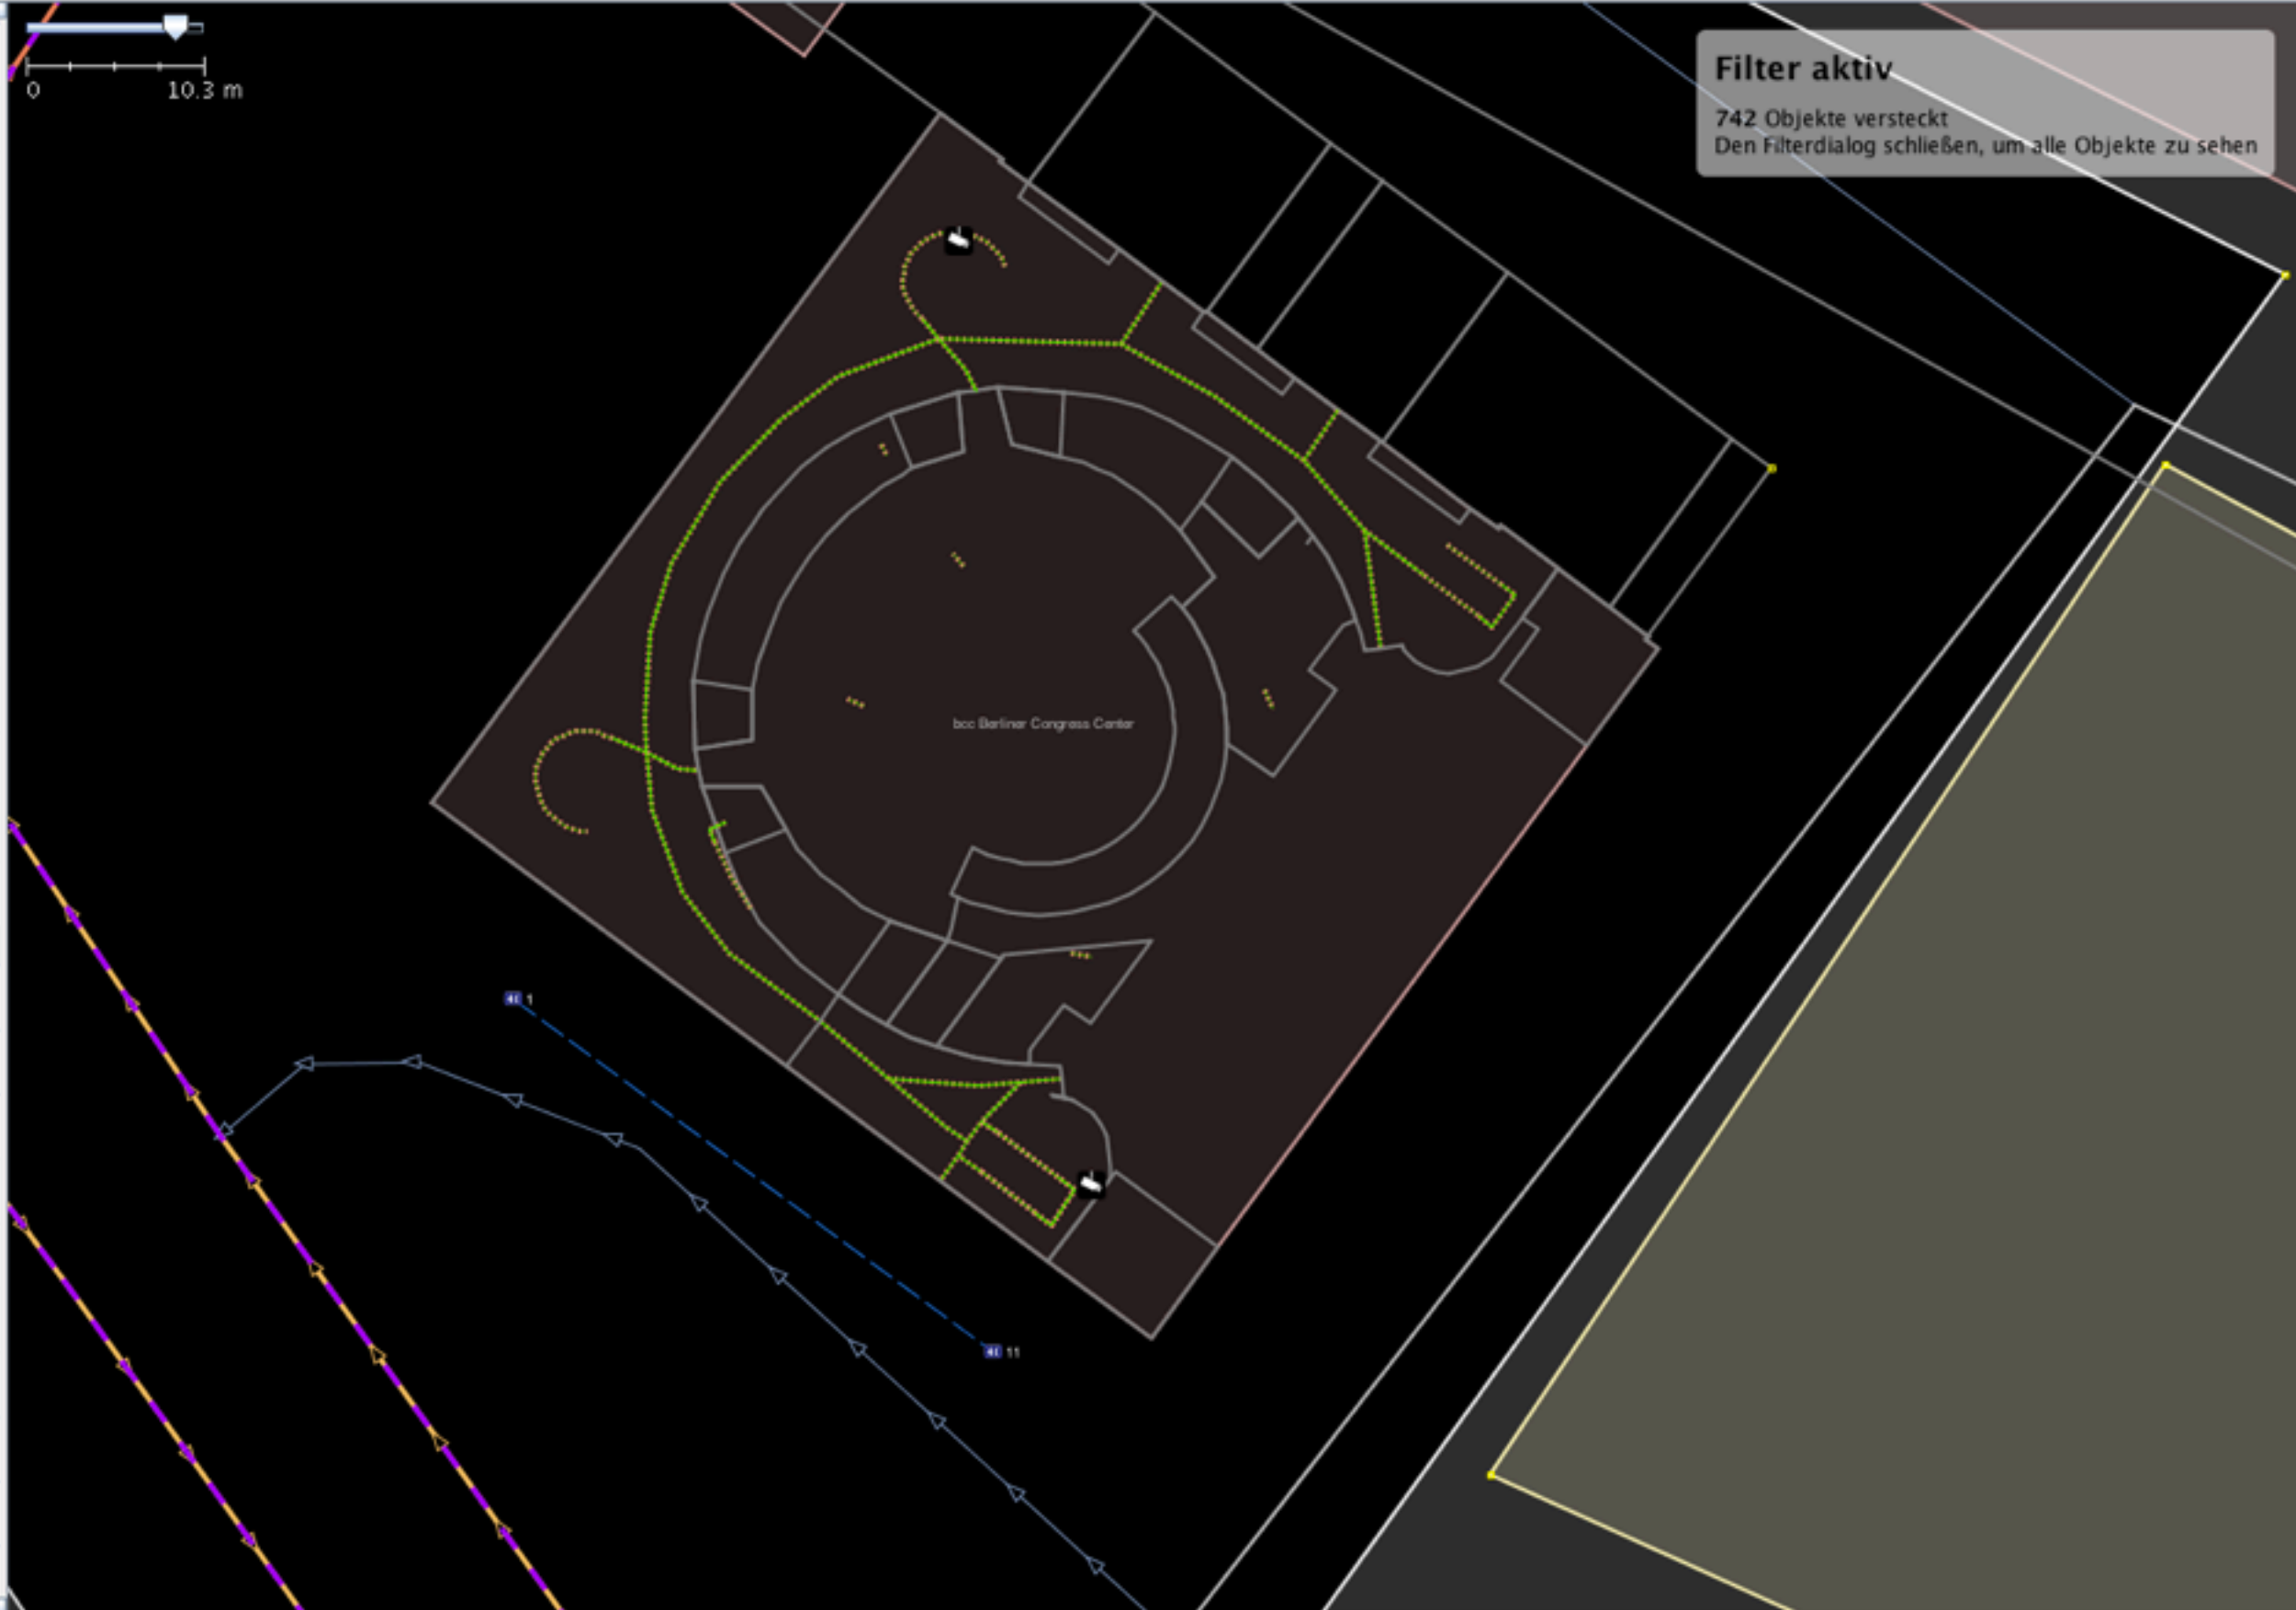 0 10.3 m
Filter aktiv
742 Objekte versteckt
Den Filterdialog schließen, um alle Objekte zu sehen
bcc Berliner Congress Center
1
11